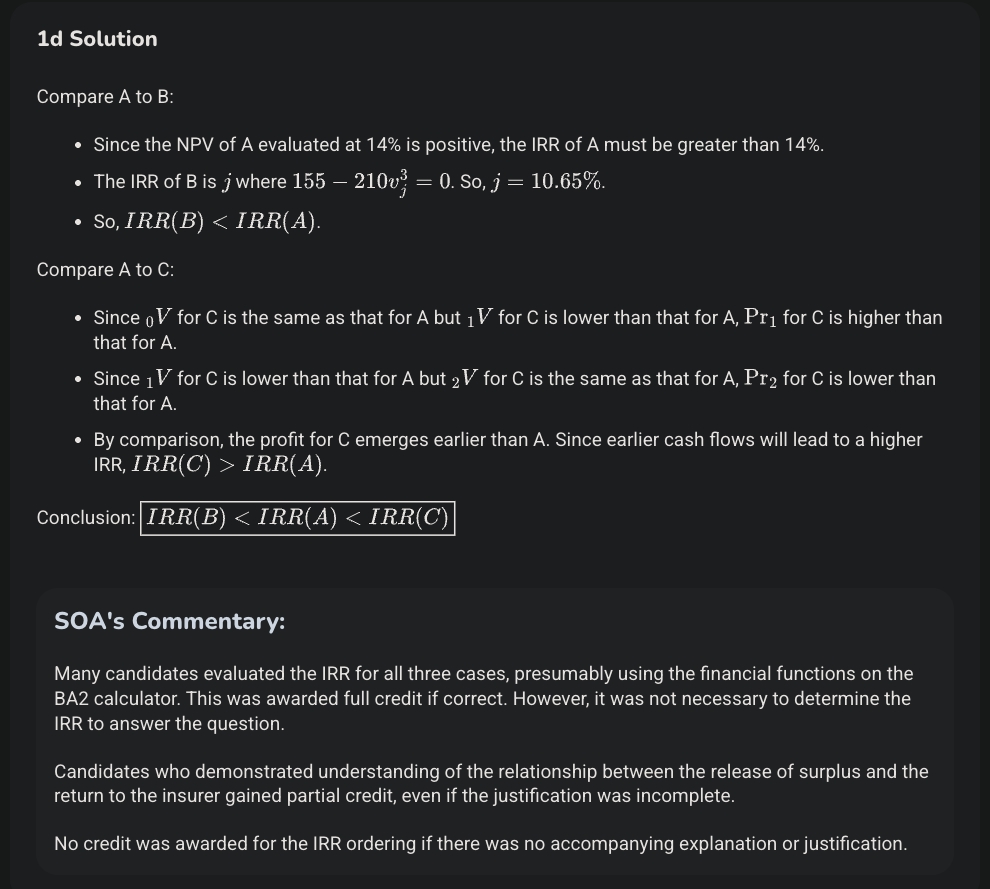 1d Solution
Compare A to B:
• Since the NPV of A evaluated at 14% is positive, the IRR of A must be greater than 14%.
• The IRR of B is $j$ where $155 - 210v_j^3 = 0$. So, $j = 10.65\%$.
• So, $IRR(B) < IRR(A)$.
Compare A to C:
• Since ${}_0V$ for C is the same as that for A but ${}_1V$ for C is lower than that for A, $\mathrm{Pr}_1$ for C is higher than
that for A.
• Since ${}_1V$ for C is lower than that for A but ${}_2V$ for C is the same as that for A, $\mathrm{Pr}_2$ for C is lower than
that for A.
• By comparison, the profit for C emerges earlier than A. Since earlier cash flows will lead to a higher
IRR, $IRR(C) > IRR(A)$.
Conclusion: $\boxed{IRR(B) < IRR(A) < IRR(C)}$
SOA's Commentary:
Many candidates evaluated the IRR for all three cases, presumably using the financial functions on the
BA2 calculator. This was awarded full credit if correct. However, it was not necessary to determine the
IRR to answer the question.
Candidates who demonstrated understanding of the relationship between the release of surplus and the
return to the insurer gained partial credit, even if the justification was incomplete.
No credit was awarded for the IRR ordering if there was no accompanying explanation or justification.